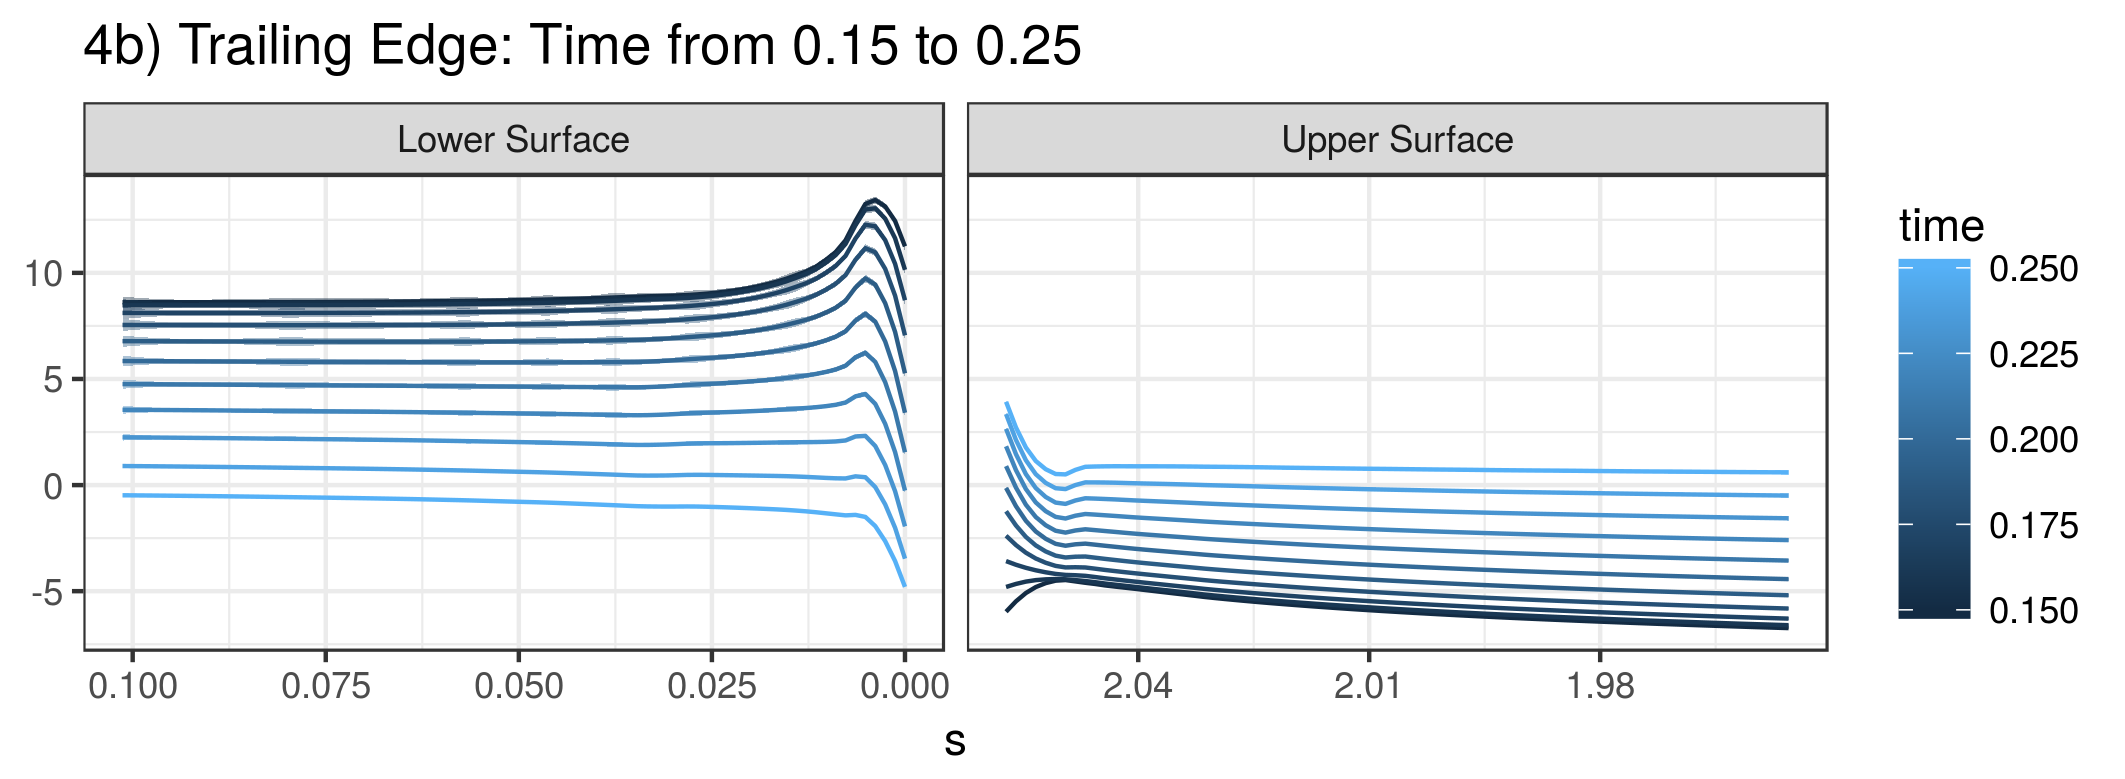 4b) Trailing Edge: Time from 0.15 to 0.25
Lower Surface
Upper Surface
10
5
0
-5
0.100 0.075 0.050 0.025 0.000
2.04 2.01 1.98
s
time
0.250
0.225
0.200
0.175
0.150